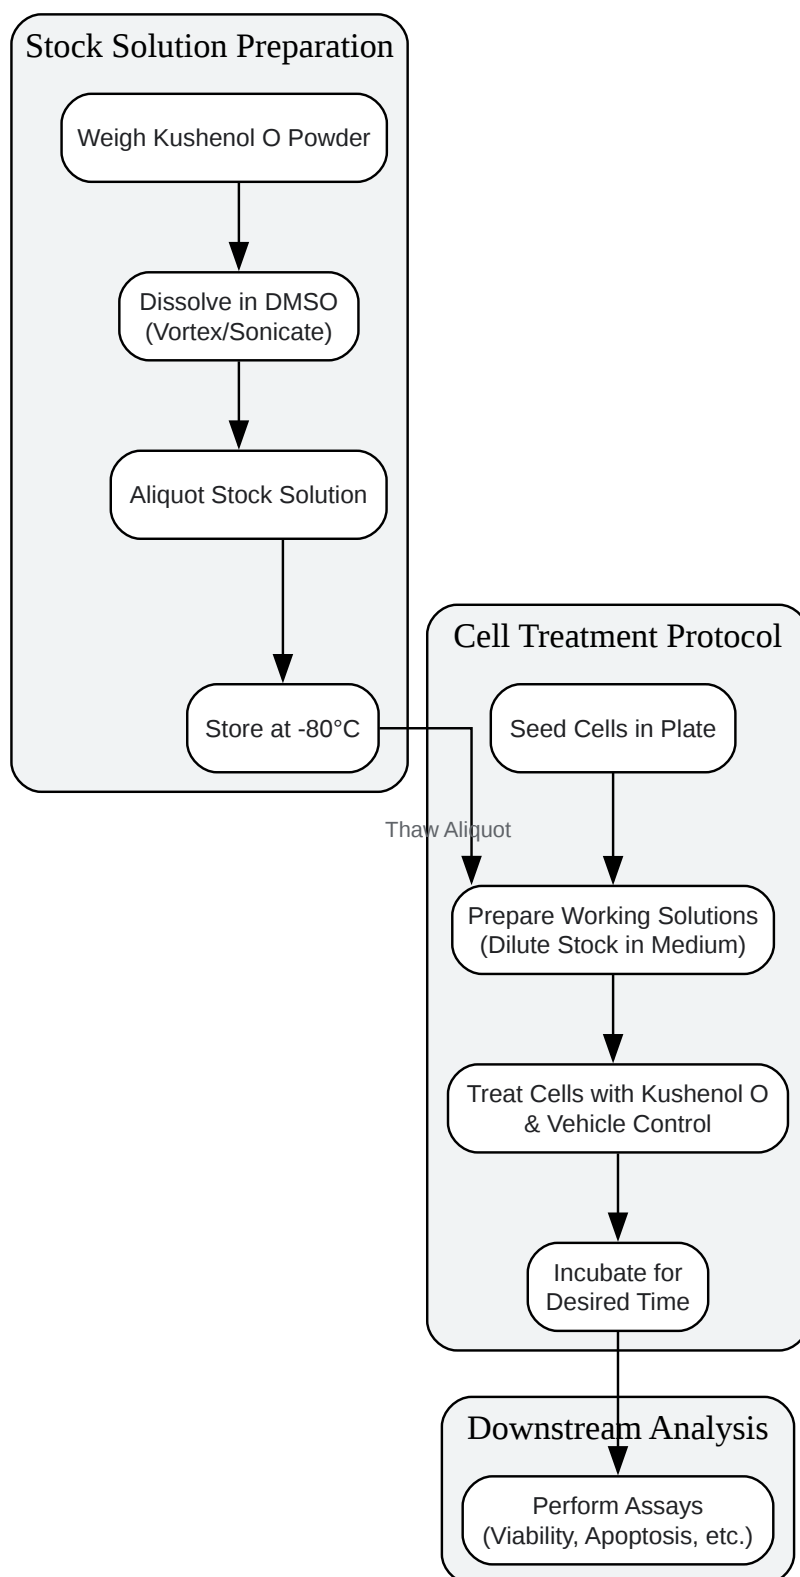 Stock Solution Preparation
Weigh Kushenol O Powder
Dissolve in DMSO
(Vortex/Sonicate)
Aliquot Stock Solution
Store at -80°C
Thaw Aliquot
Cell Treatment Protocol
Seed Cells in Plate
Prepare Working Solutions
(Dilute Stock in Medium)
Treat Cells with Kushenol O
& Vehicle Control
Incubate for
Desired Time
Downstream Analysis
Perform Assays
(Viability, Apoptosis, etc.)